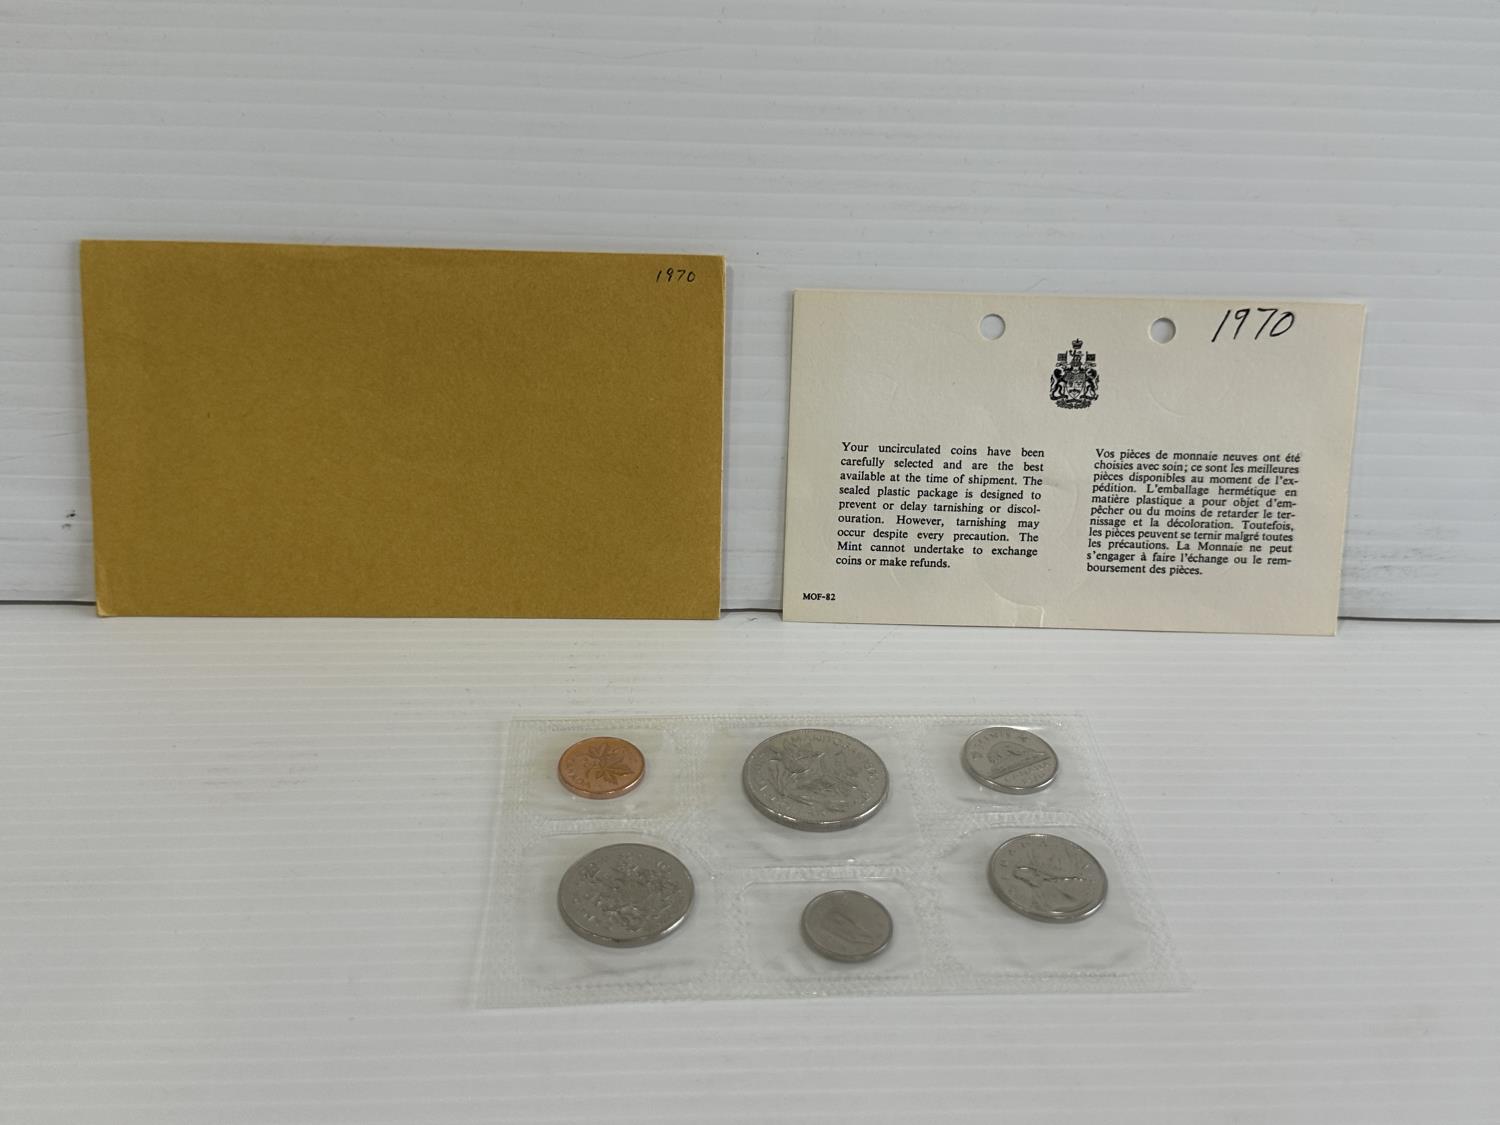 1970
1970
Your uncirculated coins have been
carefully selected and are the best
available at the time of shipment. The
sealed plastic package is designed to
prevent or delay tarnishing or discol-
ouration. However, tarnishing may
occur despite every precaution. The
Mint cannot undertake to exchange
coins or make refunds.
MOF-82
Vos pièces de monnaie neuves ont été
choisies avec soin; ce sont les meilleures
pièces disponibles au moment de l'ex-
pédition. L'emballage hermétique en
matière plastique a pour objet d'em-
pêcher ou du moins de retarder le ter-
nissage et la décoloration. Toutefois,
les pièces peuvent se ternir malgré toutes
les précautions. La Monnaie ne peut
s'engager à faire l'échange ou le rem-
boursement des pièces.
MANITOBA
5 CENTS
CANADA